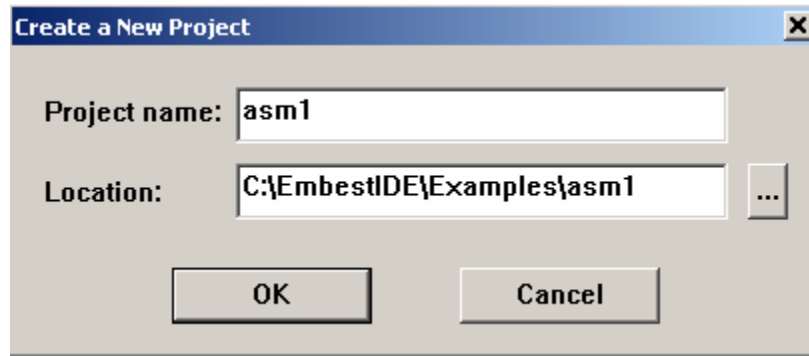 Create a New Project
Project name: asm1
Location: C:\EmbestIDE\Examples\asm1 ...
OK Cancel